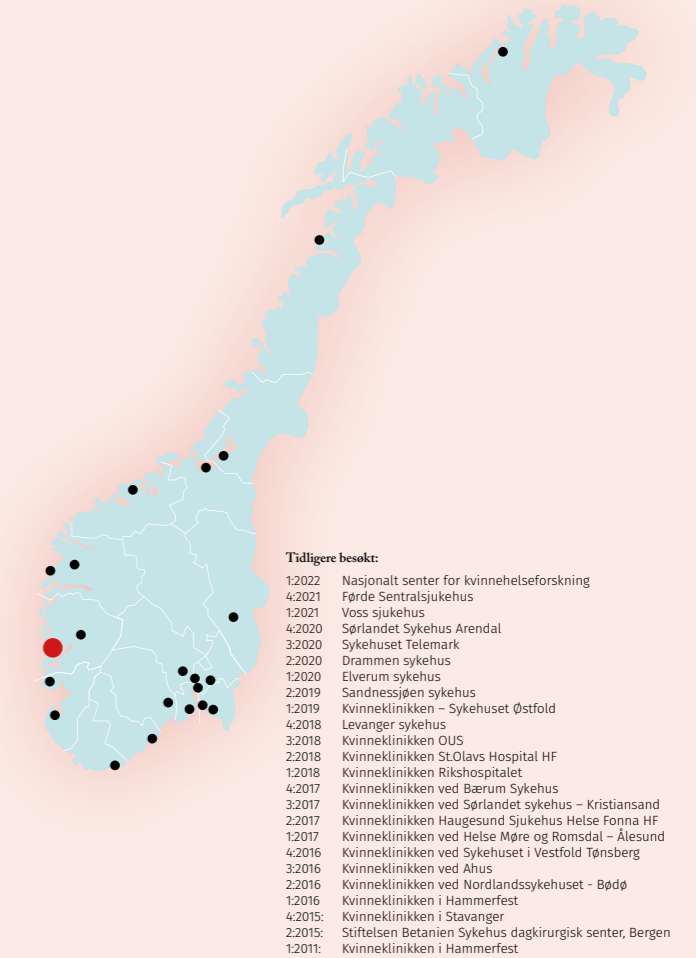 Tidligere besøkt:
1:2022 Nasjonalt senter for kvinnehelseforskning
4:2021 Førde Sentralsjukehus
1:2021 Voss sjukehus
4:2020 Sørlandet Sykehus Arendal
3:2020 Sykehuset Telemark
2:2020 Drammen sykehus
1:2020 Elverum sykehus
2:2019 Sandnessjøen sykehus
1:2019 Kvinneklinikken – Sykehuset Østfold
4:2018 Levanger sykehus
3:2018 Kvinneklinikken OUS
2:2018 Kvinneklinikken St.Olavs Hospital HF
1:2018 Kvinneklinikken Rikshospitalet
4:2017 Kvinneklinikken ved Bærum Sykehus
3:2017 Kvinneklinikken ved Sørlandet sykehus – Kristiansand
2:2017 Kvinneklinikken Haugesund Sjukehus Helse Fonna HF
1:2017 Kvinneklinikken ved Helse Møre og Romsdal – Ålesund
4:2016 Kvinneklinikken ved Sykehuset i Vestfold Tønsberg
3:2016 Kvinneklinikken ved Ahus
2:2016 Kvinneklinikken ved Nordlandssykehuset - Bødø
1:2016 Kvinneklinikken i Hammerfest
4:2015: Kvinneklinikken i Stavanger
2:2015: Stiftelsen Betanien Sykehus dagkirurgisk senter, Bergen
1:2011: Kvinneklinikken i Hammerfest